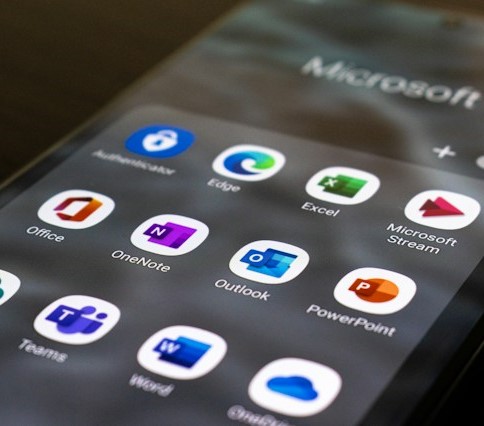 Microsoft
Authenticator
Edge
Excel
Microsoft
Stream
Office
OneNote
Outlook
PowerPoint
Teams
Word